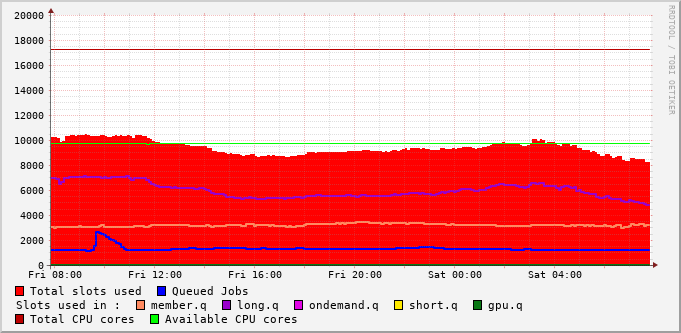 RRDTOOL / TOBI OETIKER
20000
18000
16000
14000
12000
10000
8000
6000
4000
2000
0
Fri 08:00 Fri 12:00 Fri 16:00 Fri 20:00 Sat 00:00 Sat 04:00
Total slots used Queued Jobs
Slots used in : member.q long.q ondemand.q short.q gpu.q
Total CPU cores Available CPU cores